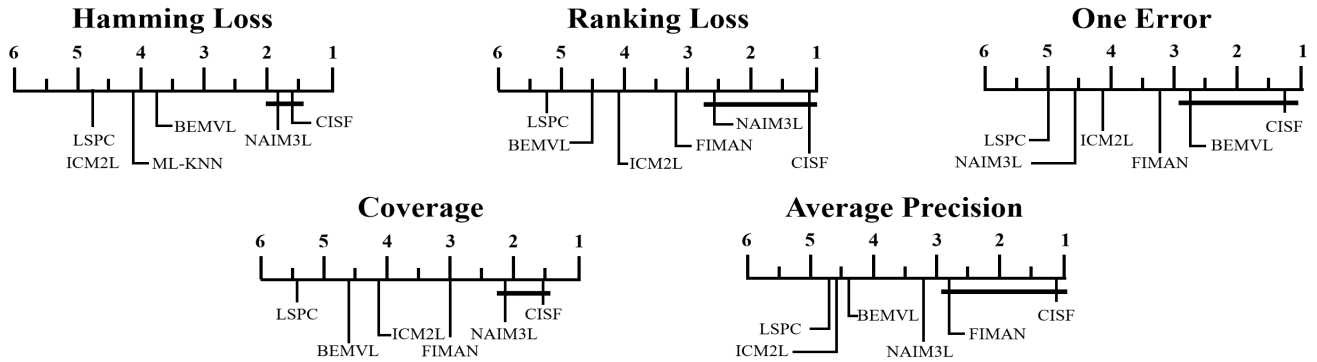 Hamming Loss
6 5 4 3 2 1
BEMVL
CISF
LSPC
NAIM3L
ICM2L
ML-KNN
Ranking Loss
6 5 4 3 2 1
LSPC
NAIM3L
BEMVL
FIMAN
ICM2L
CISF
One Error
6 5 4 3 2 1
CISF
LSPC
ICM2L
BEMVL
NAIM3L
FIMAN
Coverage
6 5 4 3 2 1
LSPC
CISF
ICM2L
NAIM3L
BEMVL
FIMAN
Average Precision
6 5 4 3 2 1
BEMVL
CISF
LSPC
FIMAN
ICM2L
NAIM3L